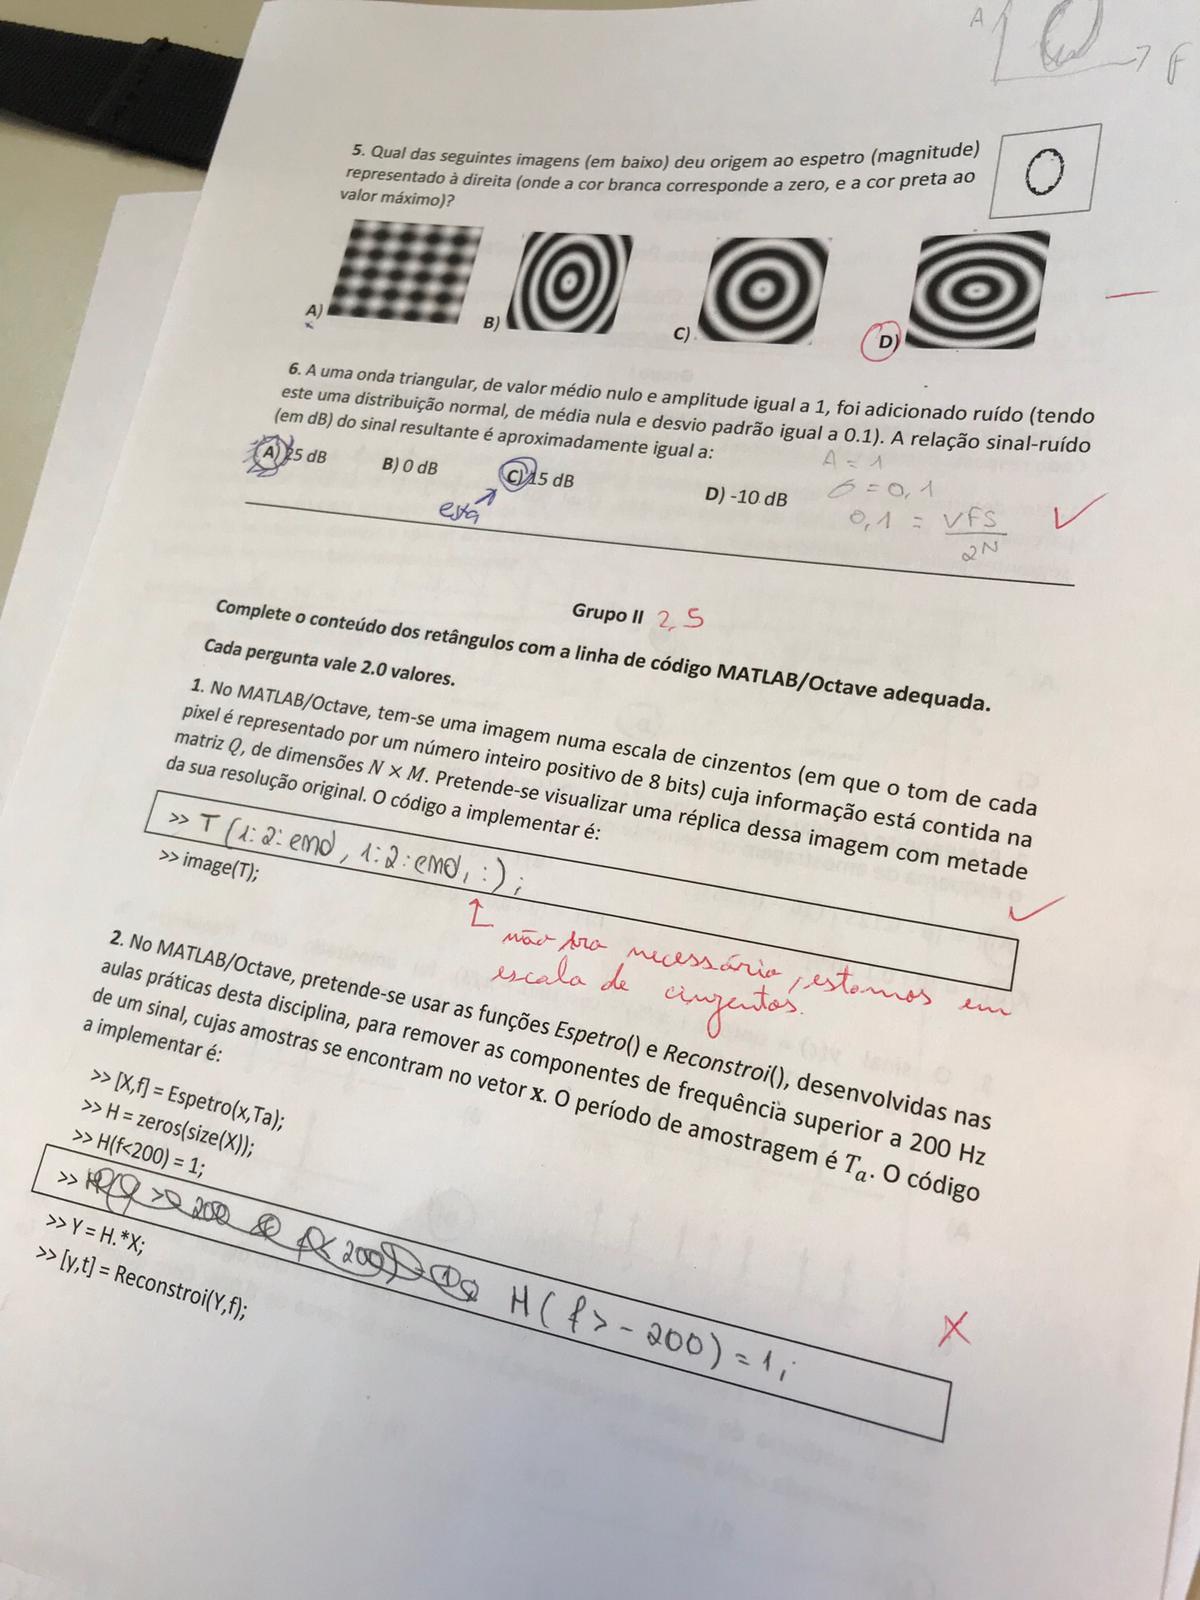 A
F
5. Qual das seguintes imagens (em baixo) deu origem ao espetro (magnitude)
representado à direita (onde a cor branca corresponde a zero, e a cor preta ao
valor máximo)?
A)
B)
C)
D)
6. A uma onda triangular, de valor médio nulo e amplitude igual a 1, foi adicionado ruído (tendo
este uma distribuição normal, de média nula e desvio padrão igual a 0.1). A relação sinal-ruído
(em dB) do sinal resultante é aproximadamente igual a:
A) 25 dB B) 0 dB C) 15 dB D) -10 dB
esta
A = 1
σ = 0,1
0,1 = VFS
2^N
Grupo II 2,5
Complete o conteúdo dos retângulos com a linha de código MATLAB/Octave adequada.
Cada pergunta vale 2.0 valores.
1. No MATLAB/Octave, tem-se uma imagem numa escala de cinzentos (em que o tom de cada
pixel é representado por um número inteiro positivo de 8 bits) cuja informação está contida na
matriz Q, de dimensões N × M. Pretende-se visualizar uma réplica dessa imagem com metade
da sua resolução original. O código a implementar é:
>> T (1:2:end, 1:2:end, :);
>> image(T);
não era necessário, estamos em
escala de cinzentos.
2. No MATLAB/Octave, pretende-se usar as funções Espetro() e Reconstroi(), desenvolvidas nas
aulas práticas desta disciplina, para remover as componentes de frequência superior a 200 Hz
de um sinal, cujas amostras se encontram no vetor x. O período de amostragem é Ta. O código
a implementar é:
>> [X,f] = Espetro(x,Ta);
>> H = zeros(size(X));
>> H(f<200) = 1;
>> H(f>-200)=1;
>> Y = H.*X;
>> [y,t] = Reconstroi(Y,f);